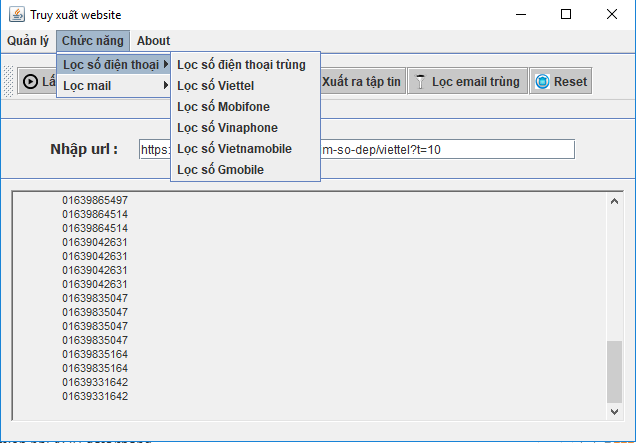 Truy xuất website
Quản lý Chức năng About
Lọc số điện thoại
Lọc mail
Lọc số điện thoại trùng
Lọc số Viettel
Lọc số Mobifone
Lọc số Vinaphone
Lọc số Vietnamobile
Lọc số Gmobile
Xuất ra tập tin Lọc email trùng Reset
Nhập url : https: m-so-dep/viettel?t=10
01639865497
01639864514
01639864514
01639042631
01639042631
01639042631
01639042631
01639835047
01639835047
01639835047
01639835047
01639835164
01639835164
01639331642
01639331642